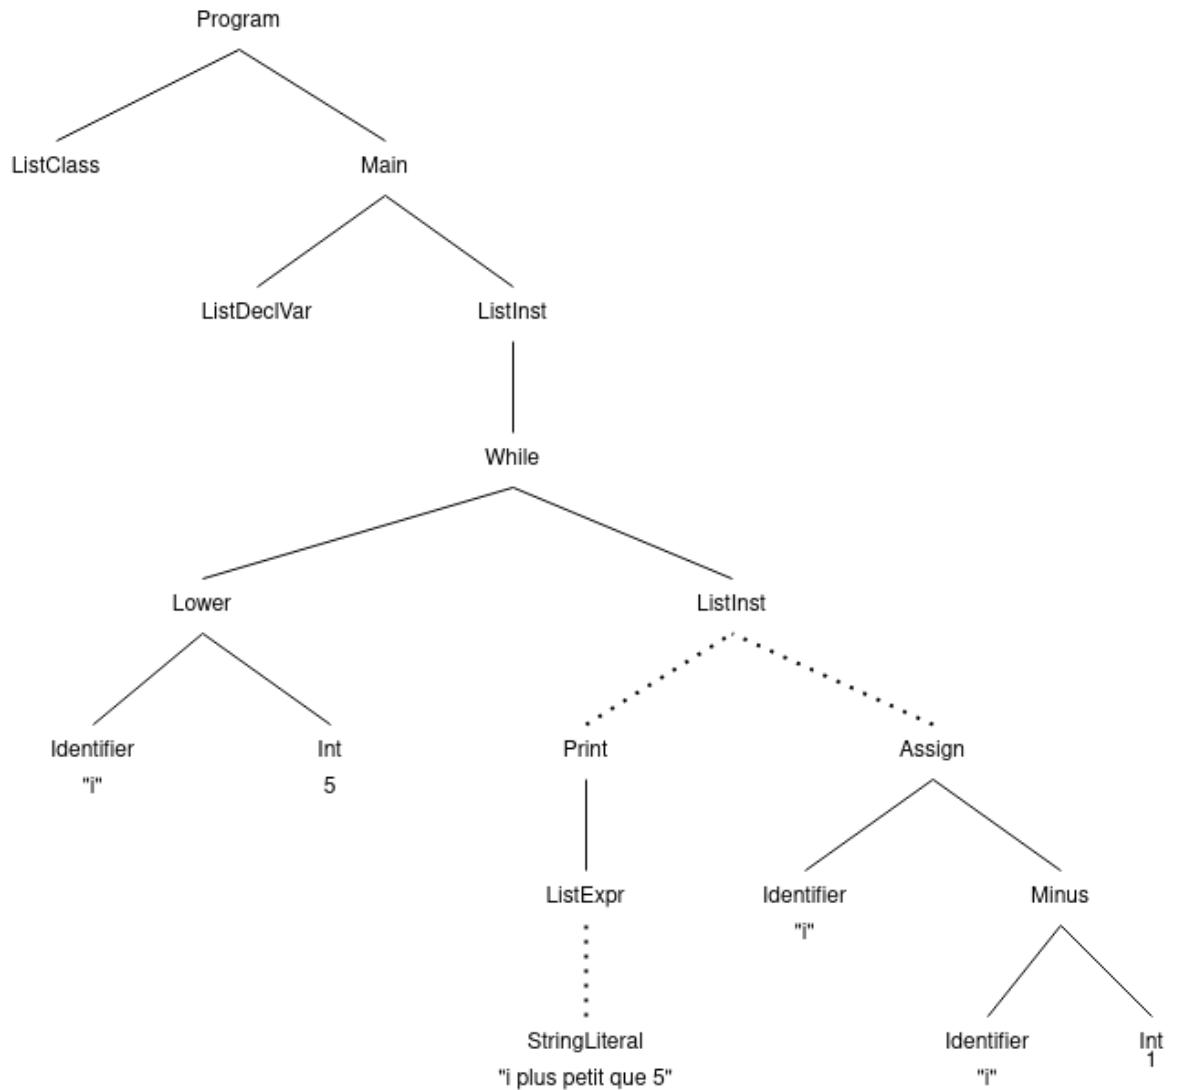 Program
ListClass Main
ListDeclVar ListInst
While
Lower ListInst
Identifier Int Print Assign
"i" 5
ListExpr Identifier Minus
"i"
StringLiteral Identifier Int
1
"i plus petit que 5" "i"